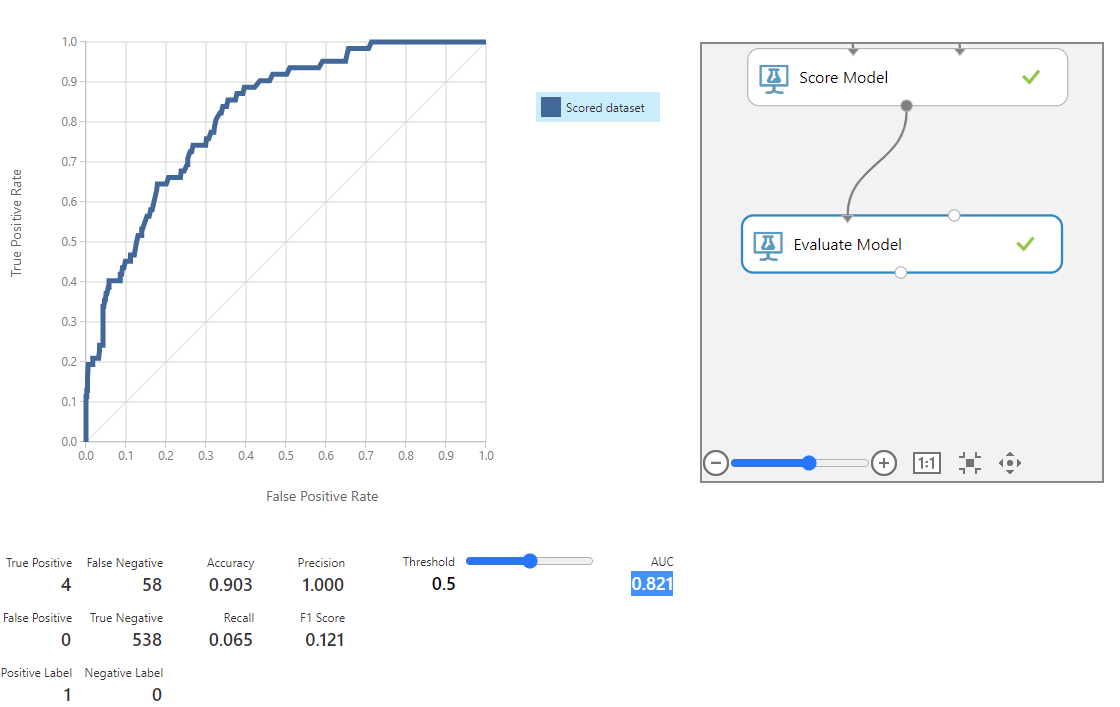 1.0
0.9
0.8
0.7
0.6
0.5
0.4
0.3
0.2
0.1
0.0
True Positive Rate
0.0 0.1 0.2 0.3 0.4 0.5 0.6 0.7 0.8 0.9 1.0
False Positive Rate
Scored dataset
Score Model
Evaluate Model
1:1
True Positive False Negative Accuracy Precision Threshold AUC
4 58 0.903 1.000 0.5 0.821
False Positive True Negative Recall F1 Score
0 538 0.065 0.121
Positive Label Negative Label
1 0